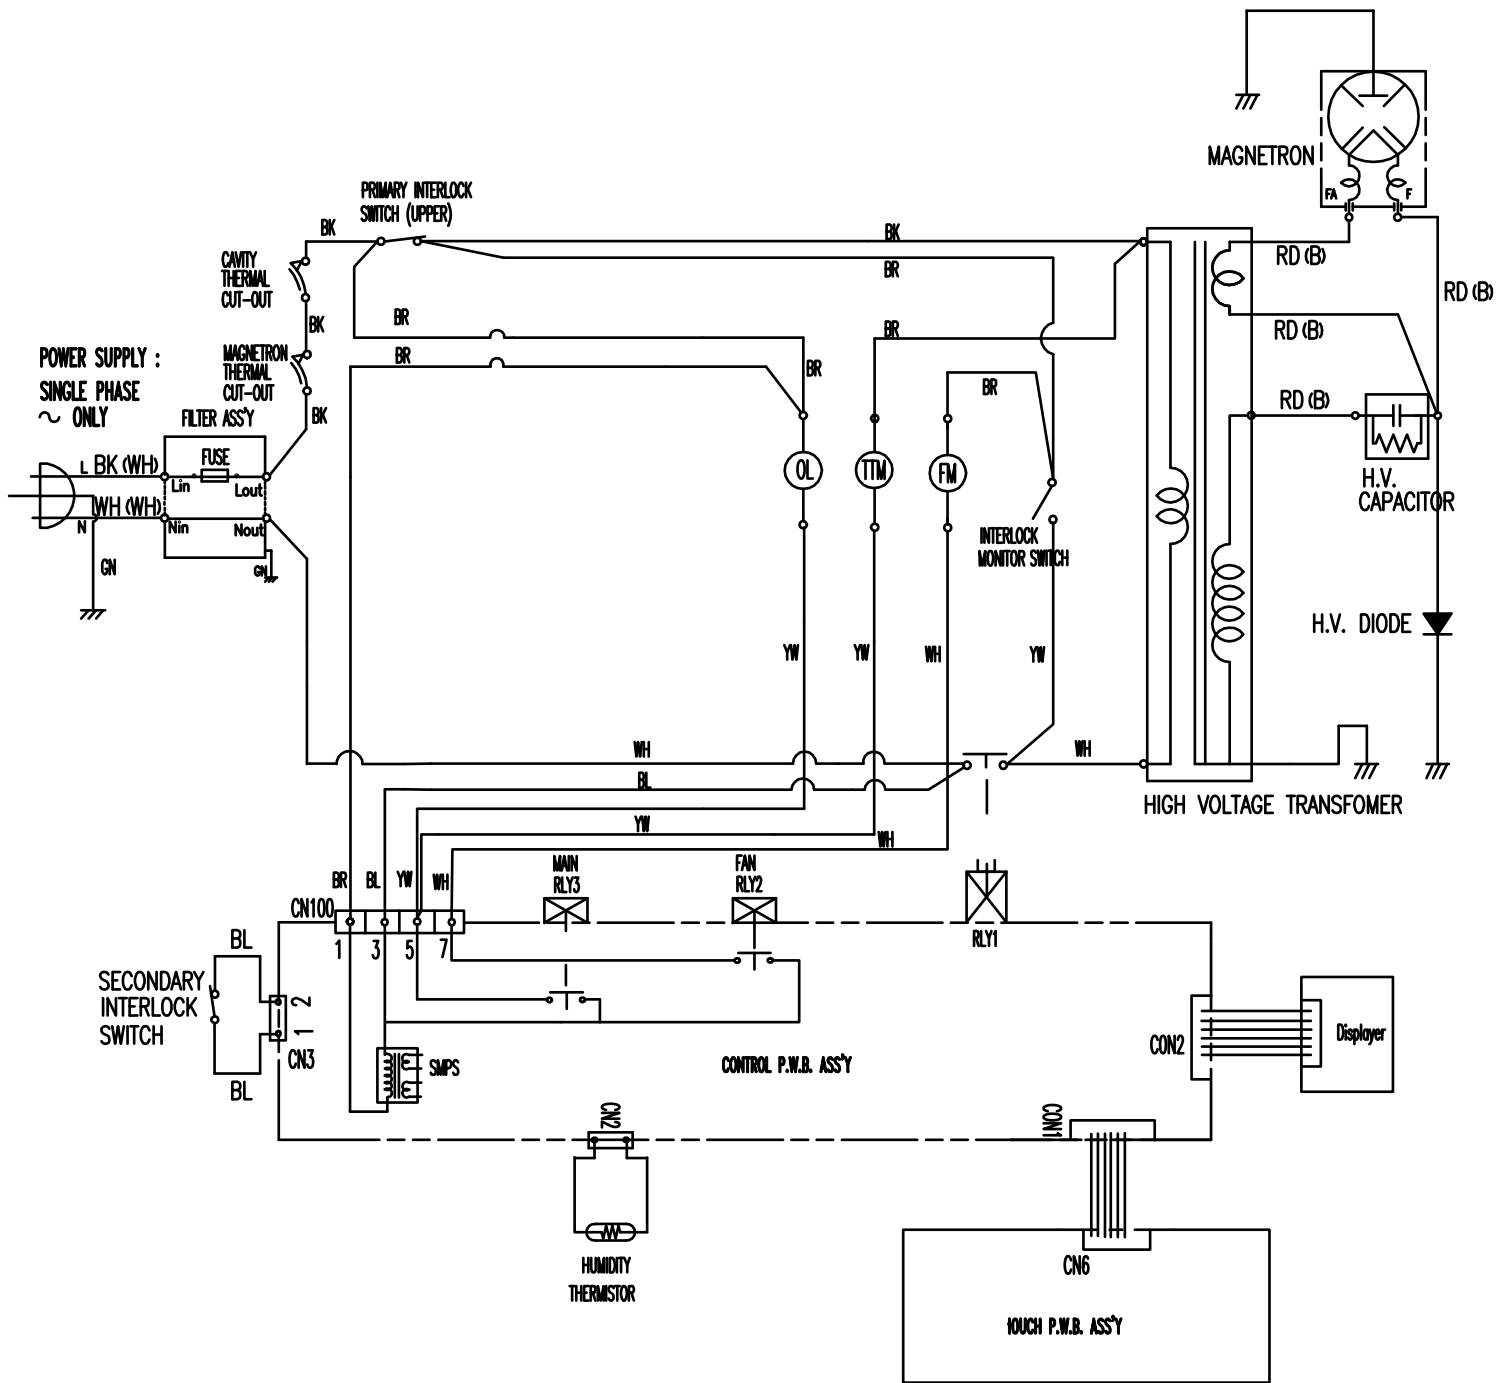 MAGNETRON
FA
F
PRIMARY INTERLOCK
SWITCH (UPPER)
BK
BK
CAVITY
THERMAL
CUT-OUT
BR
RD (B)
RD (B)
BK
BR
BR
RD (B)
POWER SUPPLY :
SINGLE PHASE
~ ONLY
MAGNETRON
THERMAL
CUT-OUT
BR
BR
BR
RD (B)
BK
FILTER ASS'Y
FUSE
L BK (WH)
Lin
Lout
OL
TTM
FM
H.V.
CAPACITOR
WH (WH)
N
Nin
Nout
INTERLOCK
MONITOR SWITCH
GN
GN
H.V. DIODE
YW
YW
WH
YW
WH
WH
BL
HIGH VOLTAGE TRANSFOMER
YW
WH
MAIN
RLY3
FAN
RLY2
BR
BL
YW
WH
CN100
1
3
5
7
RLY1
BL
SECONDARY
INTERLOCK
SWITCH
2
1
CN3
BL
SMPS
CONTROL P.W.B. ASS'Y
CON2
Displayer
CN2
CON1
HUMIDITY
THERMISTOR
CN6
TOUCH P.W.B. ASS'Y